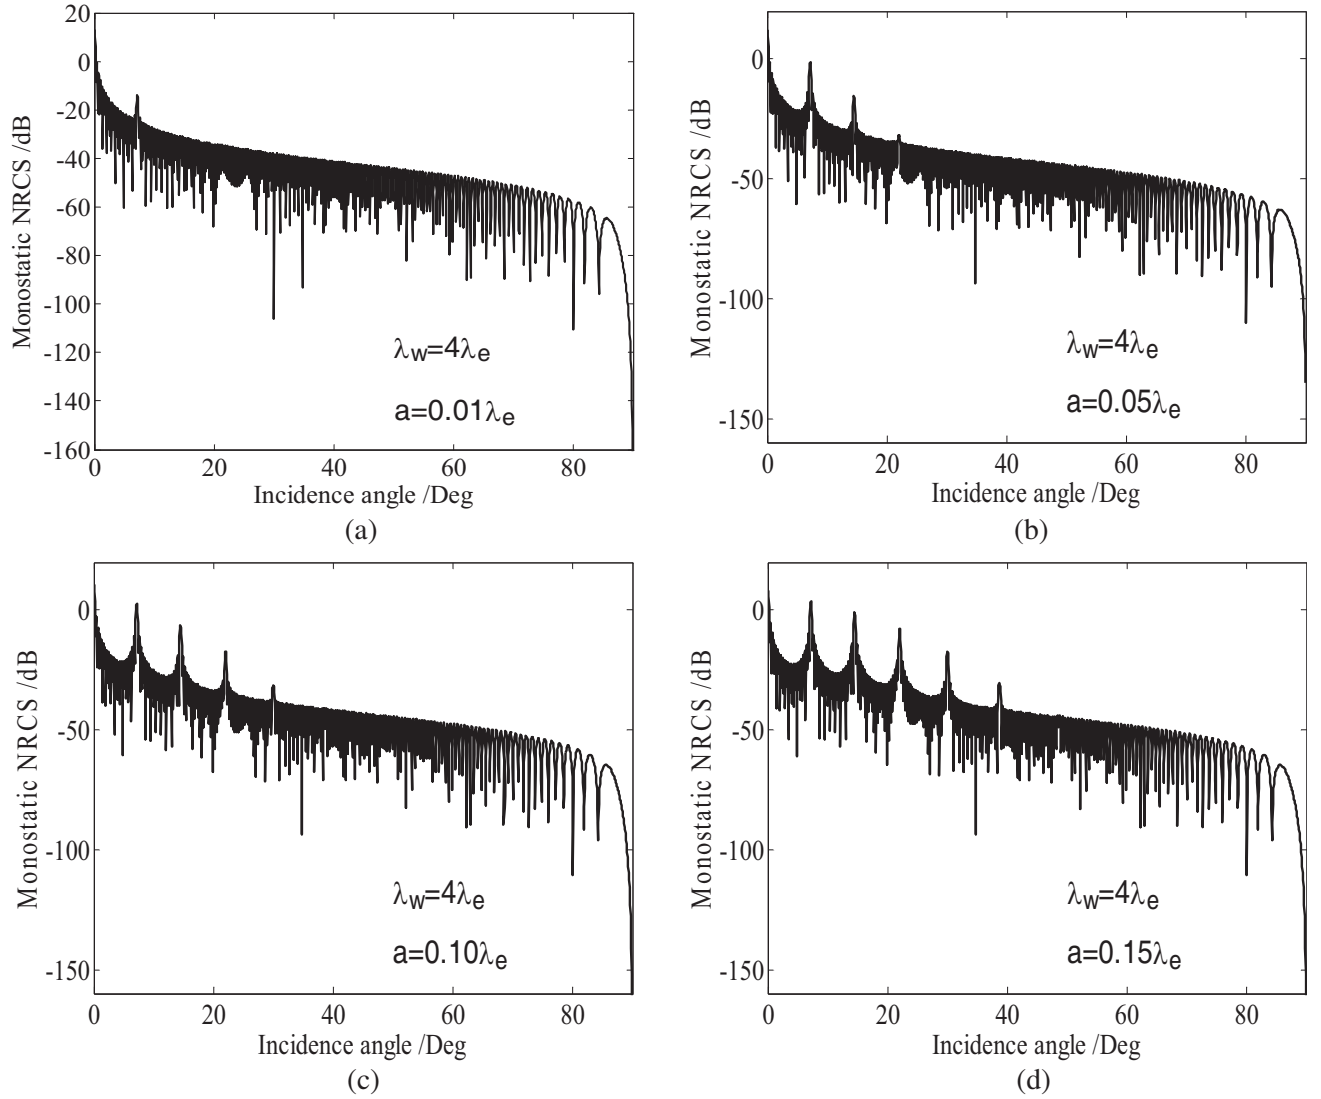 20
0
-20
-40
-60
-80
-100
-120
-140
-160
Monostatic NRCS /dB
λw=4λe
a=0.01λe
0 20 40 60 80
Incidence angle /Deg
(a)
0
-50
-100
-150
Monostatic NRCS /dB
λw=4λe
a=0.05λe
0 20 40 60 80
Incidence angle /Deg
(b)
0
-50
-100
-150
Monostatic NRCS /dB
λw=4λe
a=0.10λe
0 20 40 60 80
Incidence angle /Deg
(c)
0
-50
-100
-150
Monostatic NRCS /dB
λw=4λe
a=0.15λe
0 20 40 60 80
Incidence angle /Deg
(d)